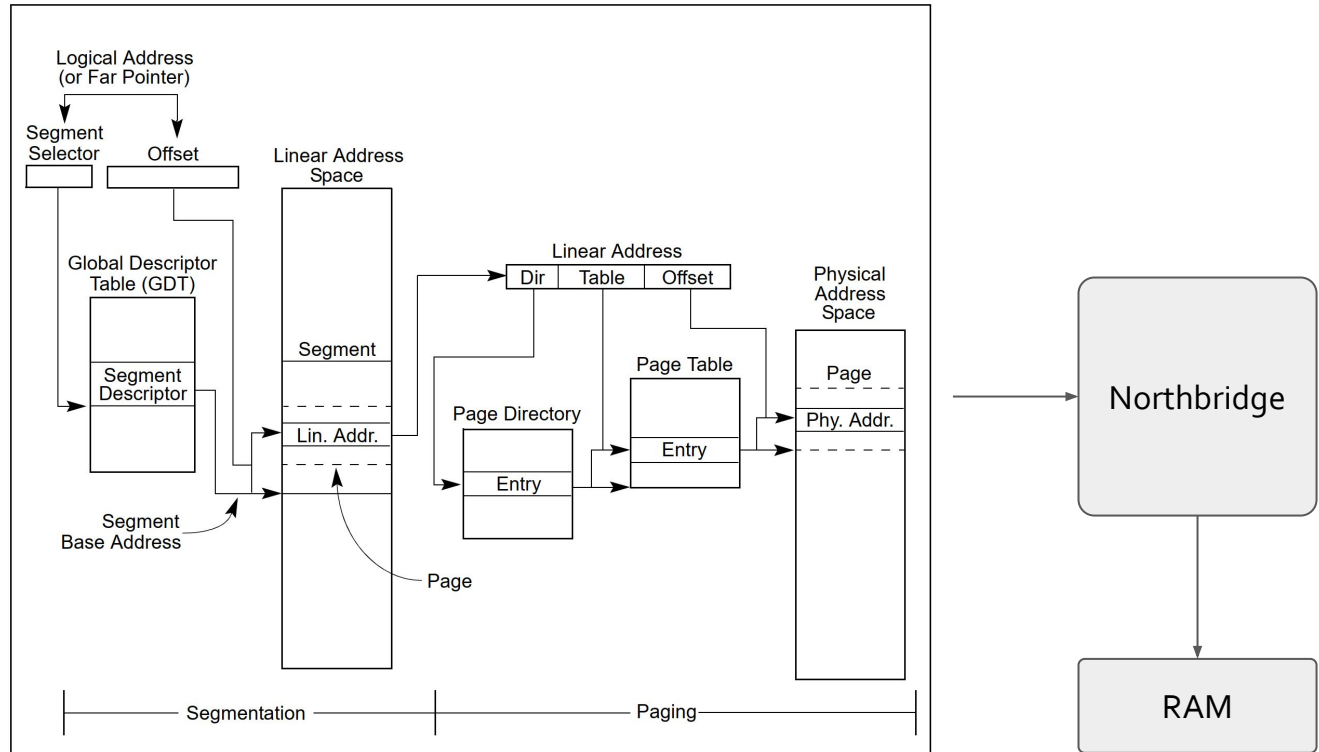 Logical Address
(or Far Pointer)
Segment
Selector
Offset
Linear Address
Space
Global Descriptor
Table (GDT)
Segment
Descriptor
Segment
Lin. Addr.
Segment
Base Address
Page
Linear Address
Dir Table Offset
Physical
Address
Space
Page Directory
Entry
Page Table
Entry
Page
Phy. Addr.
Segmentation
Paging
Northbridge
RAM